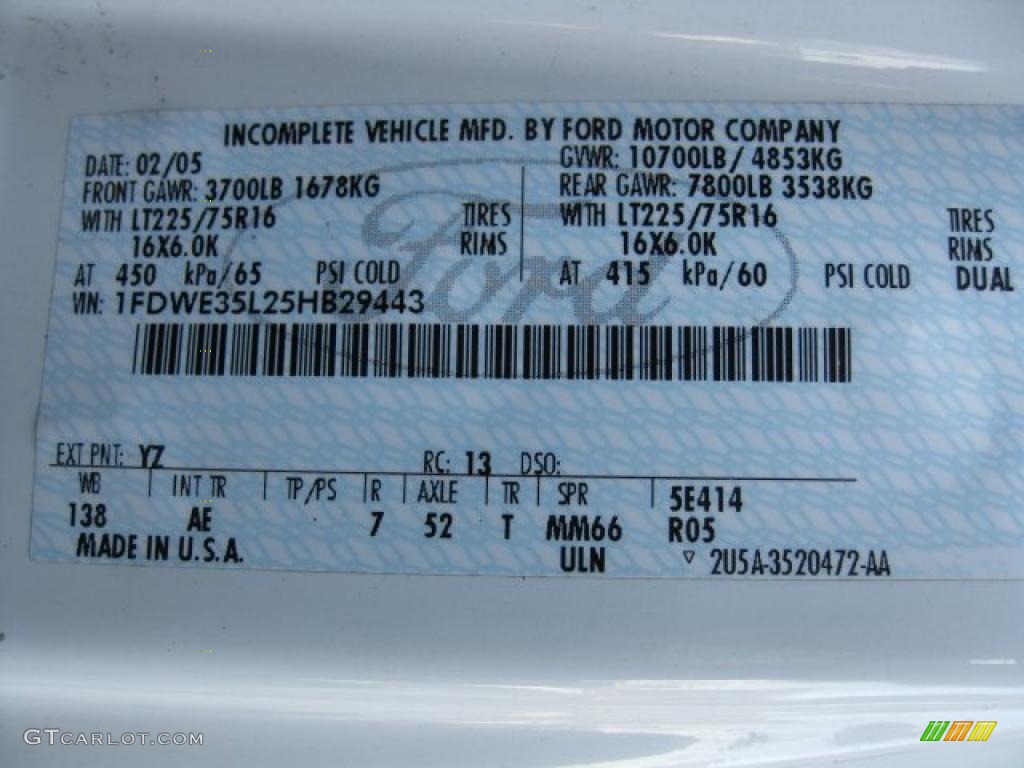 INCOMPLETE VEHICLE MFD. BY FORD MOTOR COMPANY
DATE: 02/05 GVWR: 10700LB/ 4853KG
FRONT GAWR: 3700LB 1678KG REAR GAWR: 7800LB 3538KG
WITH LT225/75R16 TIRES WITH LT225/75R16 TIRES
16X6.0K RIMS 16X6.0K RIMS
AT 450 kPa/65 PSI COLD AT 415 kPa/60 PSI COLD DUAL
VIN: 1FDWE35L25HB29443
Ford
EXT PNT: YZ RC: 13 DSO:
WB INT TR TP/PS R AXLE TR SPR 5E414
138 AE 7 52 T MM66 R05
MADE IN U.S.A. ULN ▽ 2U5A-3520472-AA
GTCARLOT.COM